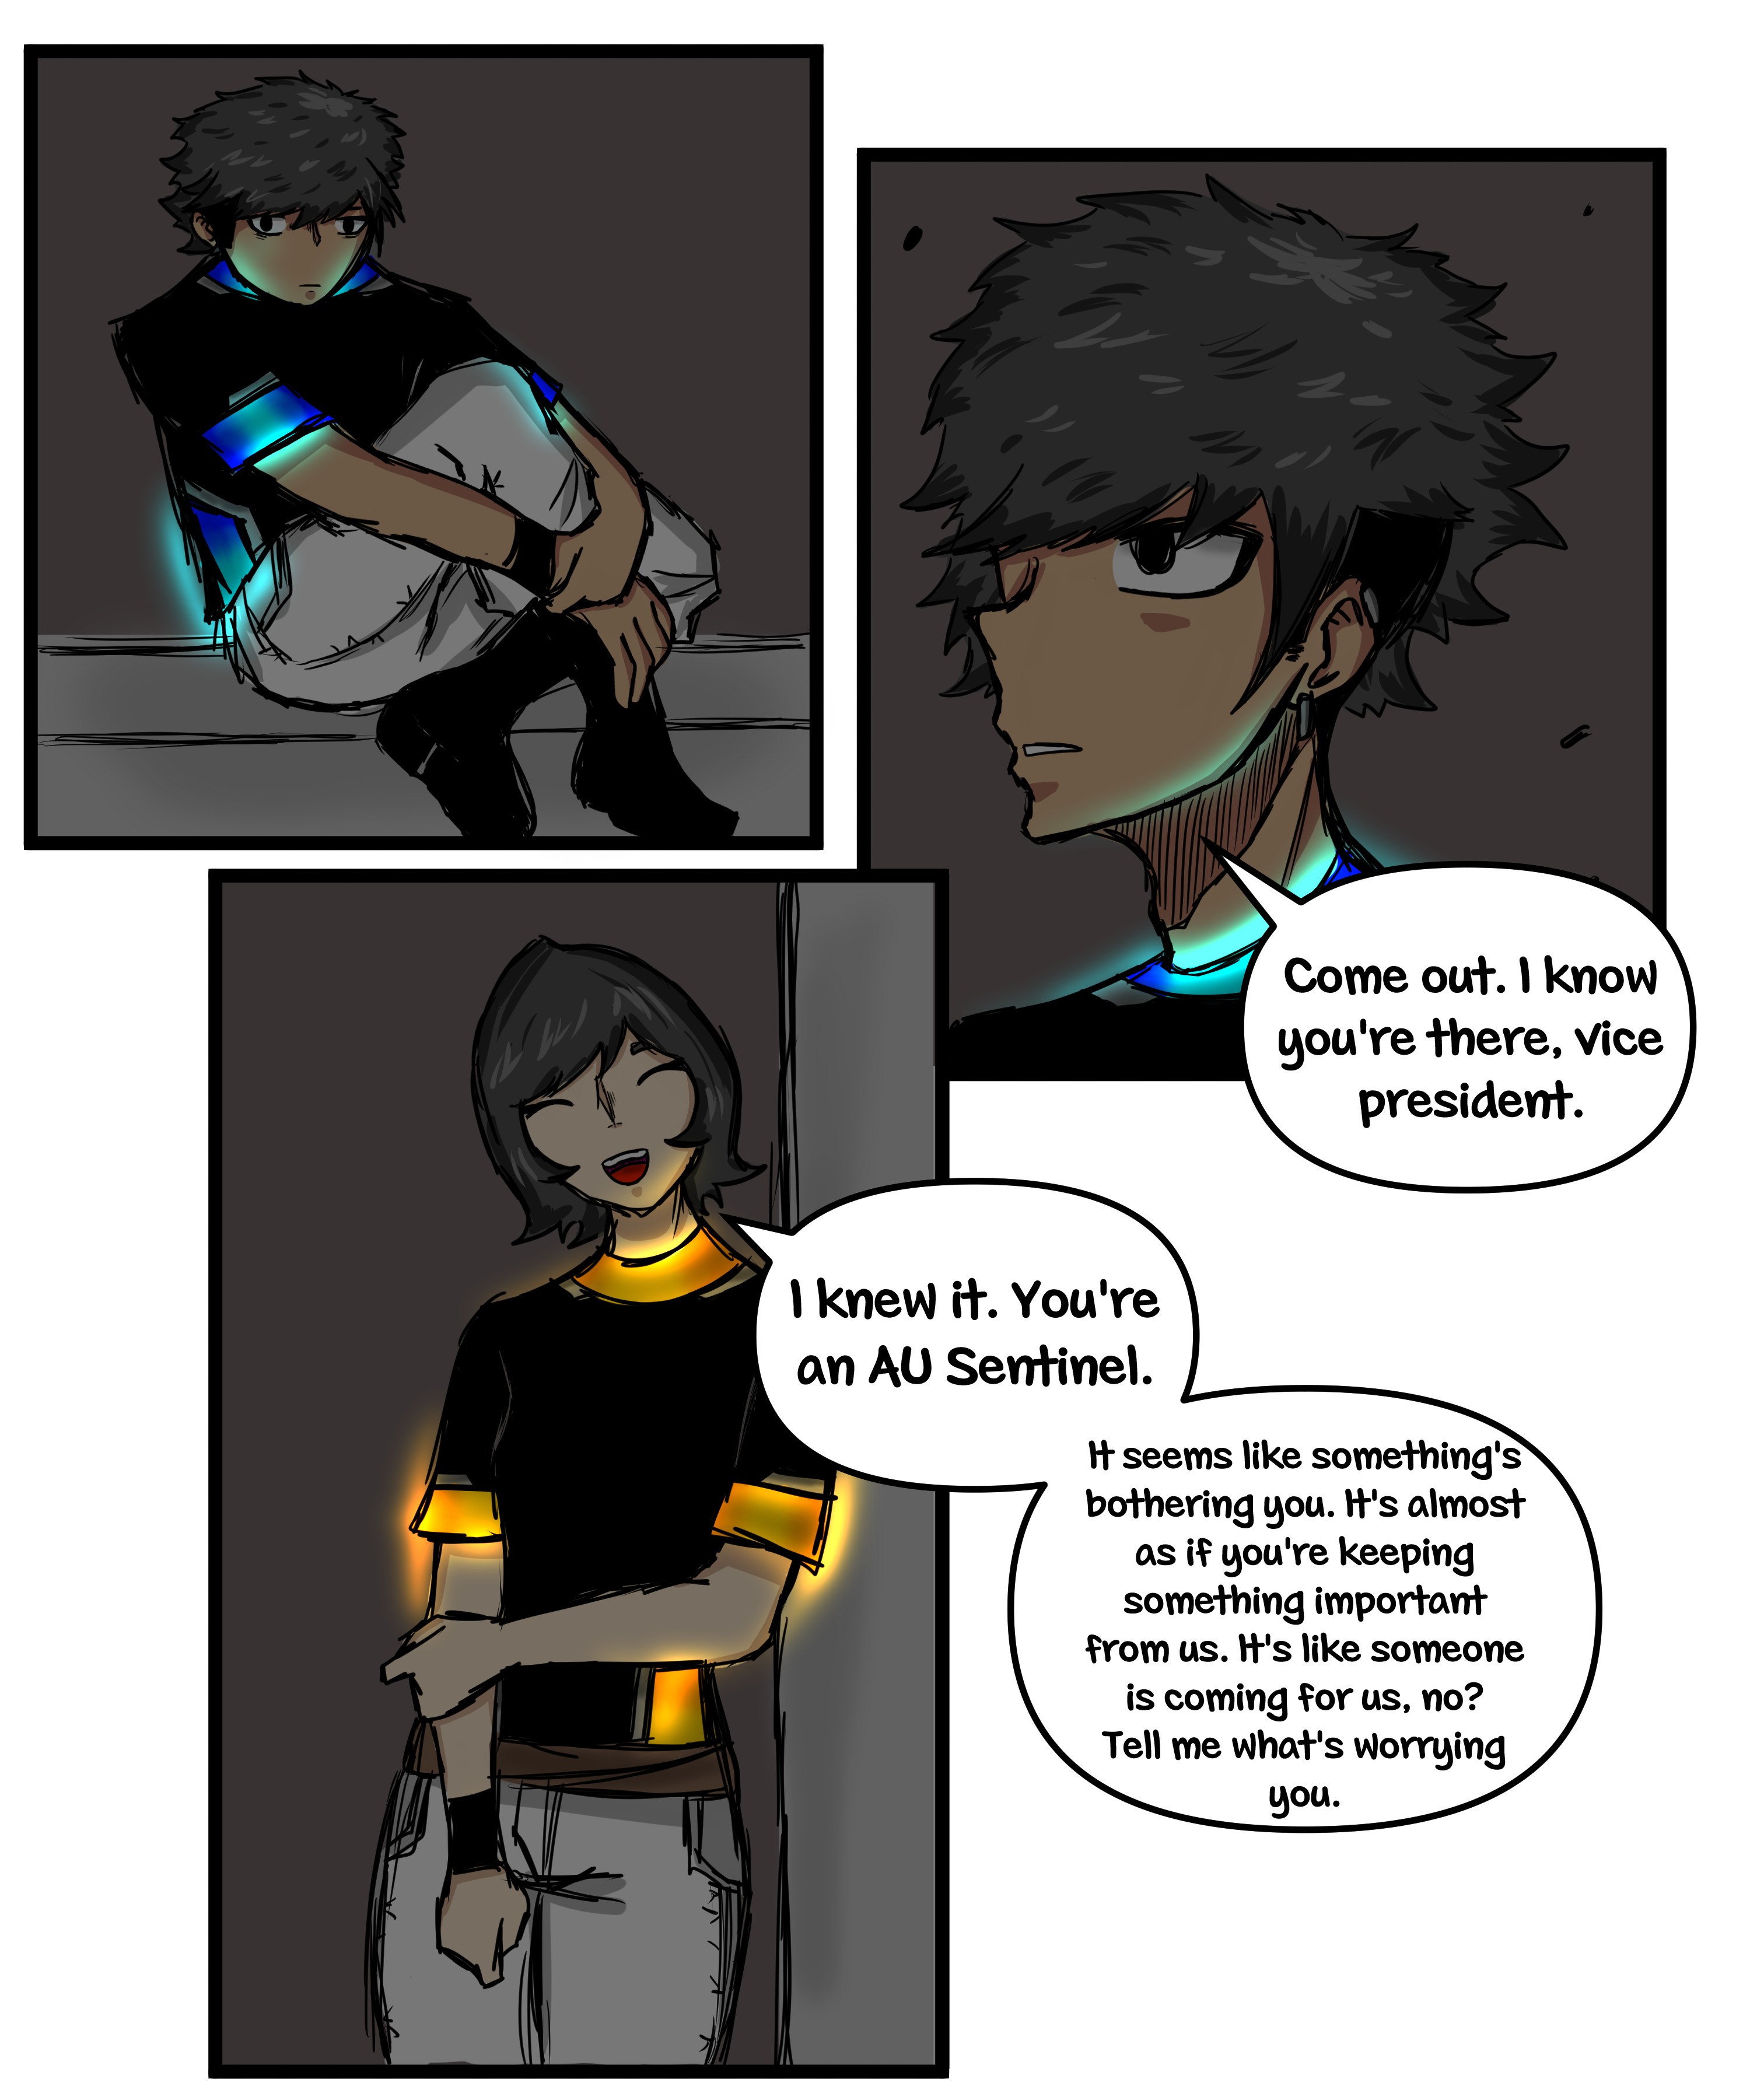 Come out. I know
you're there, vice
president.
I knew it. You're
an AU Sentinel.
It seems like something's
bothering you. It's almost
as if you're keeping
something important
from us. It's like someone
is coming for us, no?
Tell me what's worrying
you.